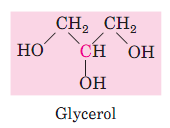 CH₂ CH₂
HO CH OH
OH
Glycerol